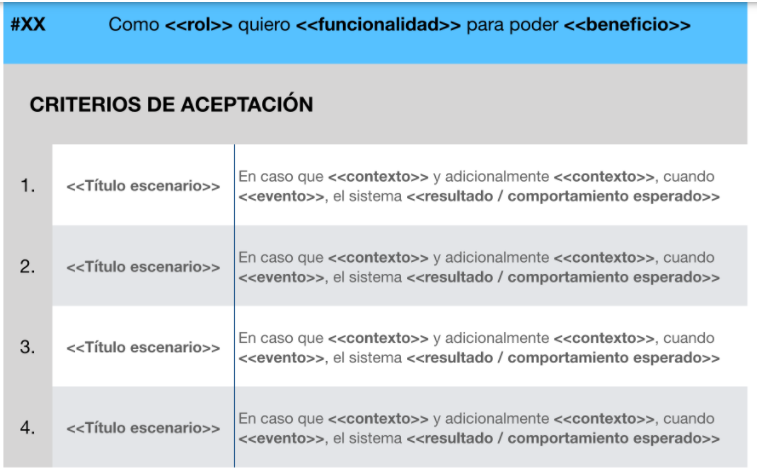 #XX Como <<rol>> quiero <<funcionalidad>> para poder <<beneficio>>
CRITERIOS DE ACEPTACIÓN
1. <<Título escenario>> En caso que <<contexto>> y adicionalmente <<contexto>>, cuando
<<evento>>, el sistema <<resultado / comportamiento esperado>>
2. <<Título escenario>> En caso que <<contexto>> y adicionalmente <<contexto>>, cuando
<<evento>>, el sistema <<resultado / comportamiento esperado>>
3. <<Título escenario>> En caso que <<contexto>> y adicionalmente <<contexto>>, cuando
<<evento>>, el sistema <<resultado / comportamiento esperado>>
4. <<Título escenario>> En caso que <<contexto>> y adicionalmente <<contexto>>, cuando
<<evento>>, el sistema <<resultado / comportamiento esperado>>